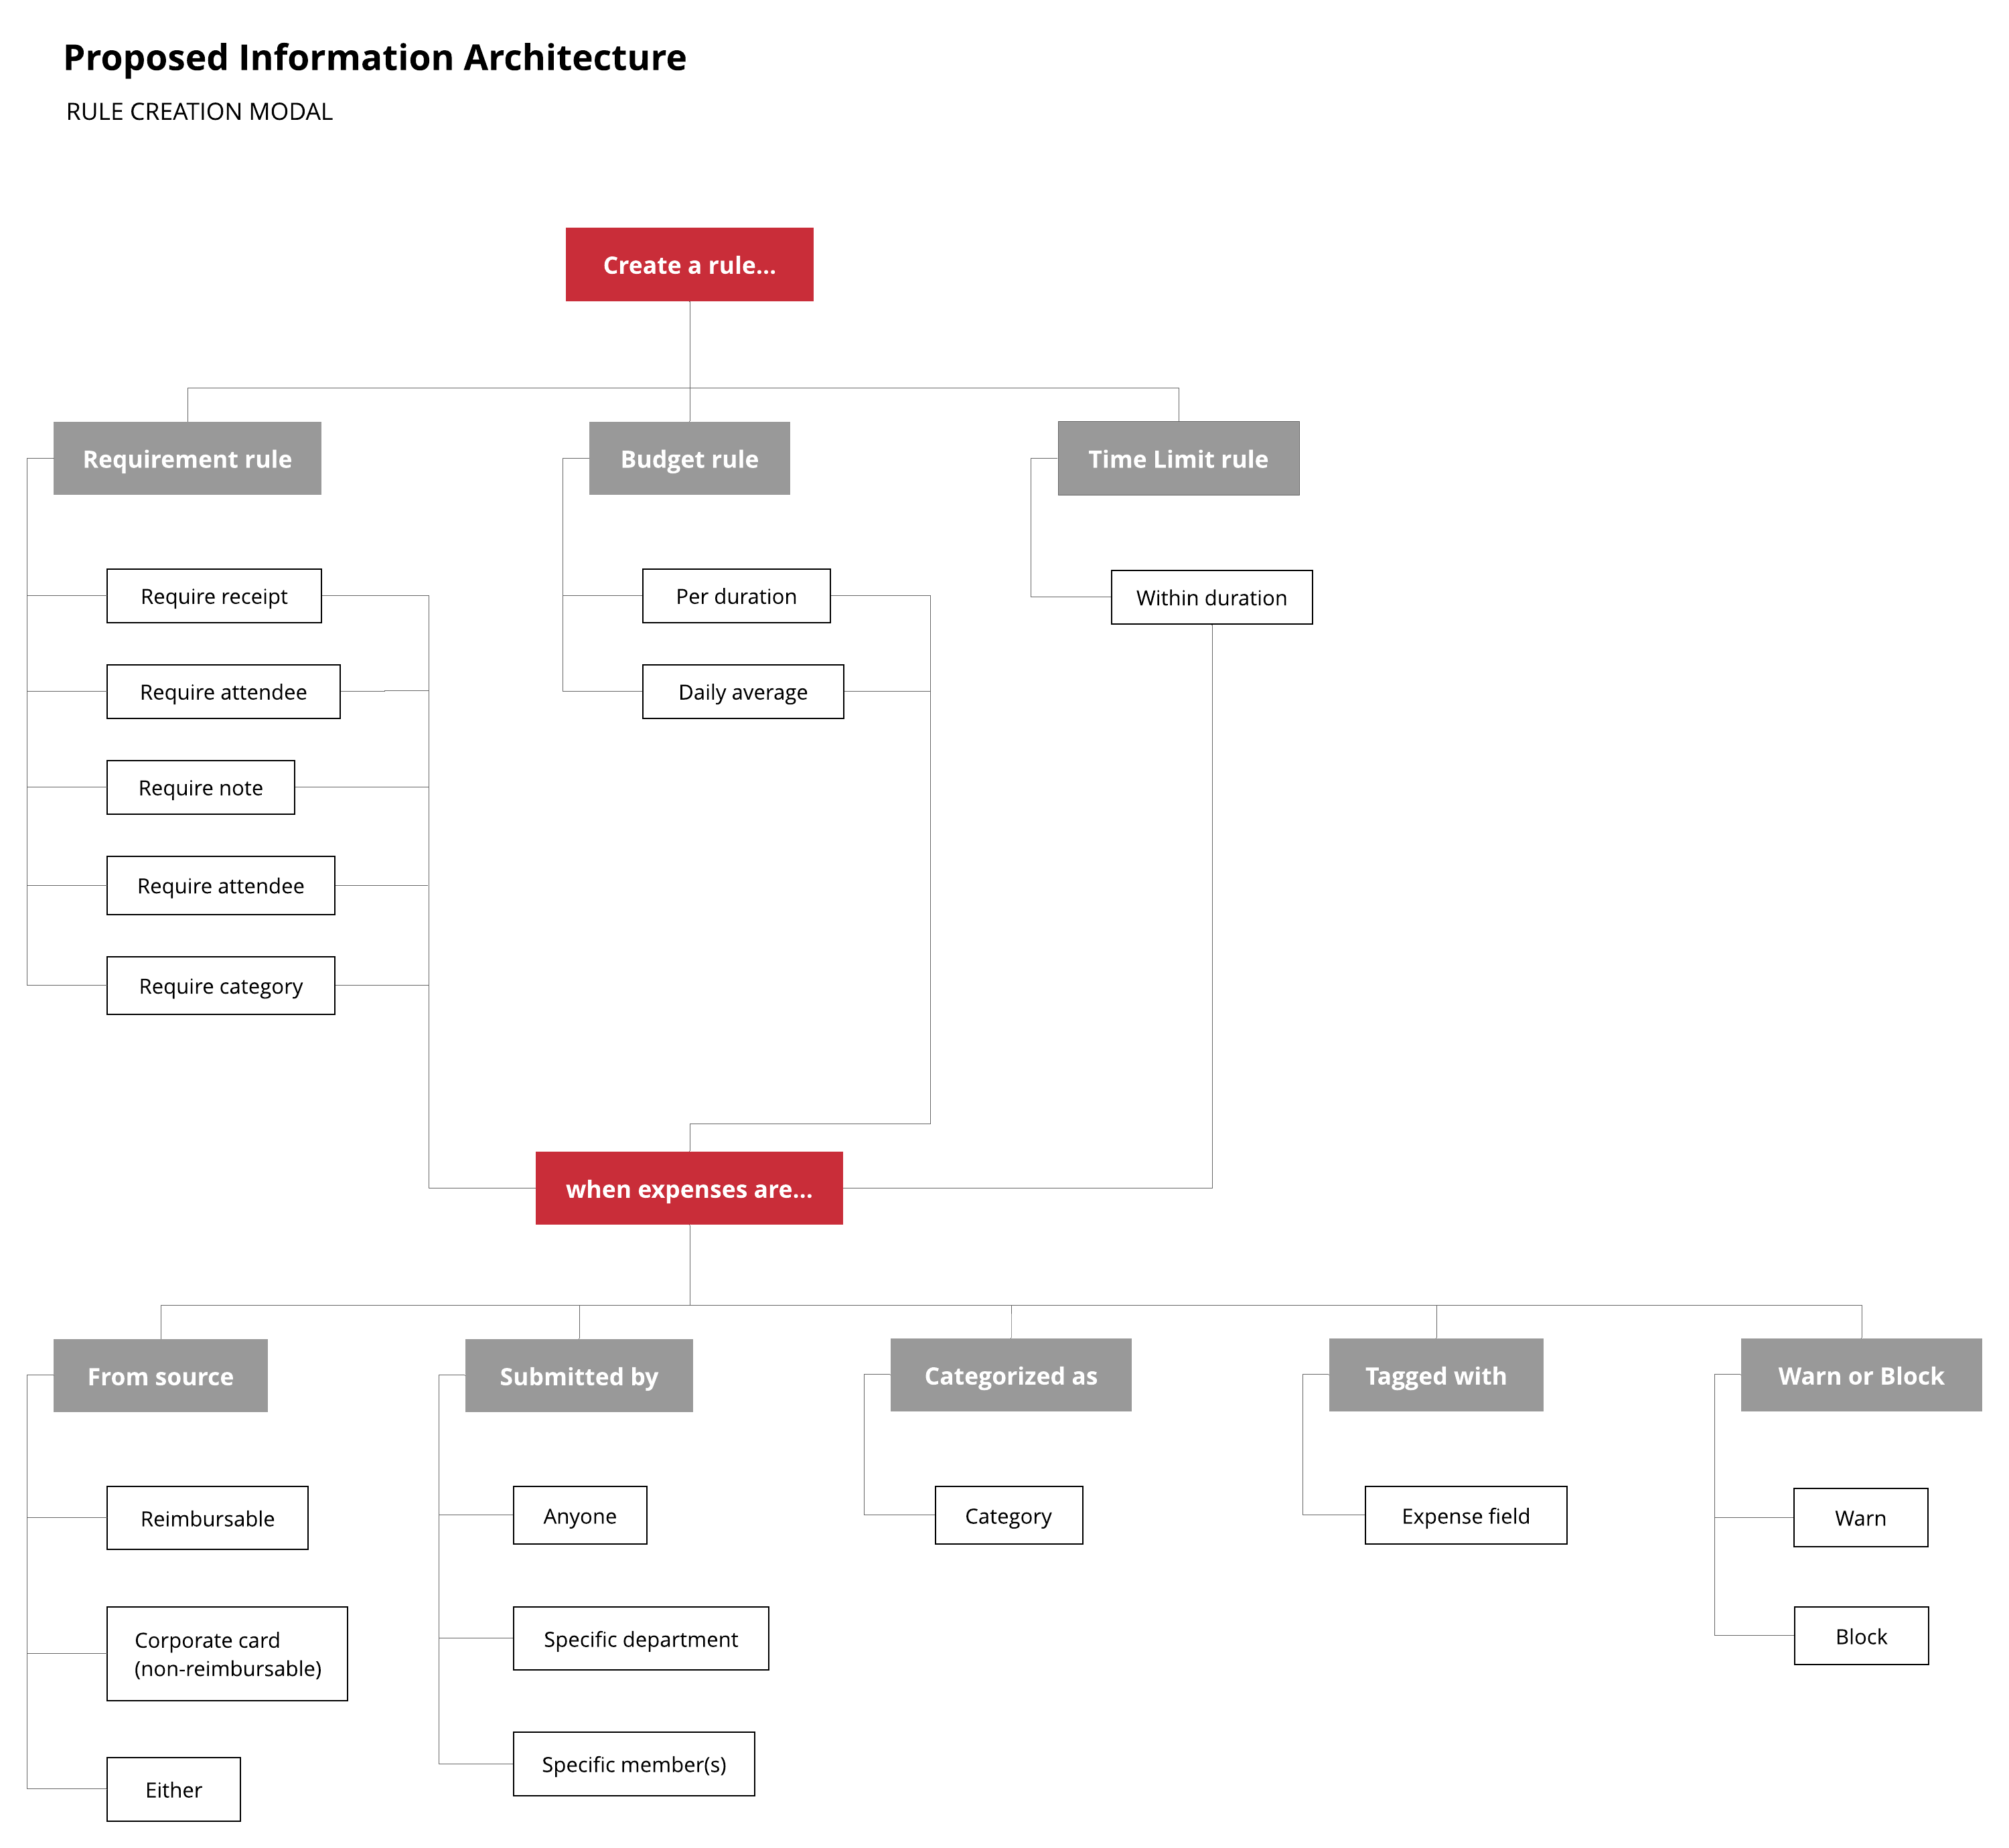 Proposed Information Architecture
RULE CREATION MODAL
Create a rule...
Requirement rule
Budget rule
Time Limit rule
Require receipt
Per duration
Within duration
Require attendee
Daily average
Require note
Require attendee
Require category
when expenses are...
From source
Submitted by
Categorized as
Tagged with
Warn or Block
Reimbursable
Anyone
Category
Expense field
Warn
Corporate card
(non-reimbursable)
Specific department
Block
Either
Specific member(s)